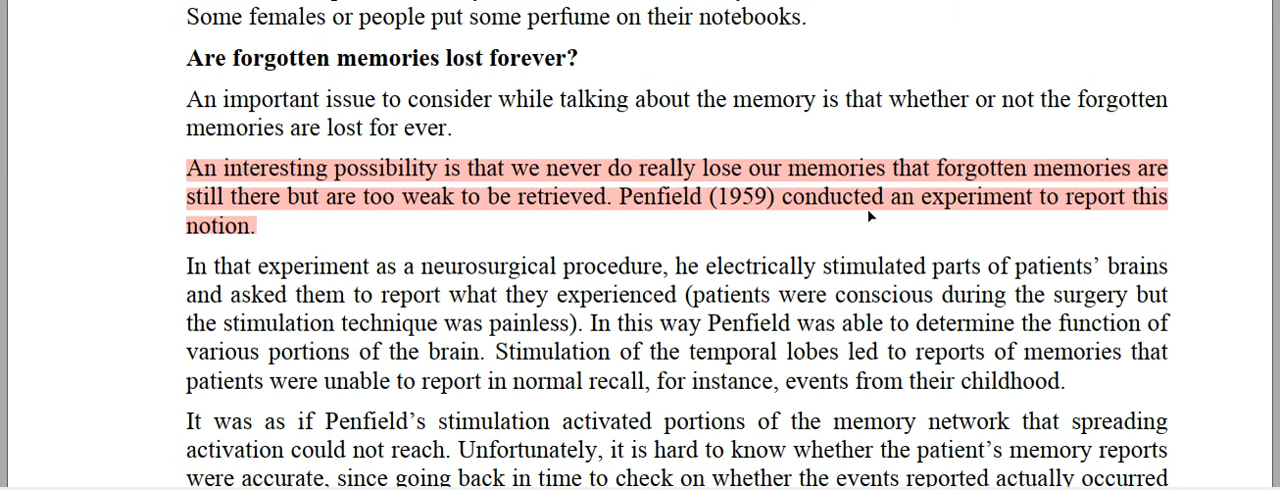 Some females or people put some perfume on their notebooks.
Are forgotten memories lost forever?
An important issue to consider while talking about the memory is that whether or not the forgotten
memories are lost for ever.
An interesting possibility is that we never do really lose our memories that forgotten memories are
still there but are too weak to be retrieved. Penfield (1959) conducted an experiment to report this
notion.
In that experiment as a neurosurgical procedure, he electrically stimulated parts of patients’ brains
and asked them to report what they experienced (patients were conscious during the surgery but
the stimulation technique was painless). In this way Penfield was able to determine the function of
various portions of the brain. Stimulation of the temporal lobes led to reports of memories that
patients were unable to report in normal recall, for instance, events from their childhood.
It was as if Penfield’s stimulation activated portions of the memory network that spreading
activation could not reach. Unfortunately, it is hard to know whether the patient’s memory reports
were accurate, since going back in time to check on whether the events reported actually occurred